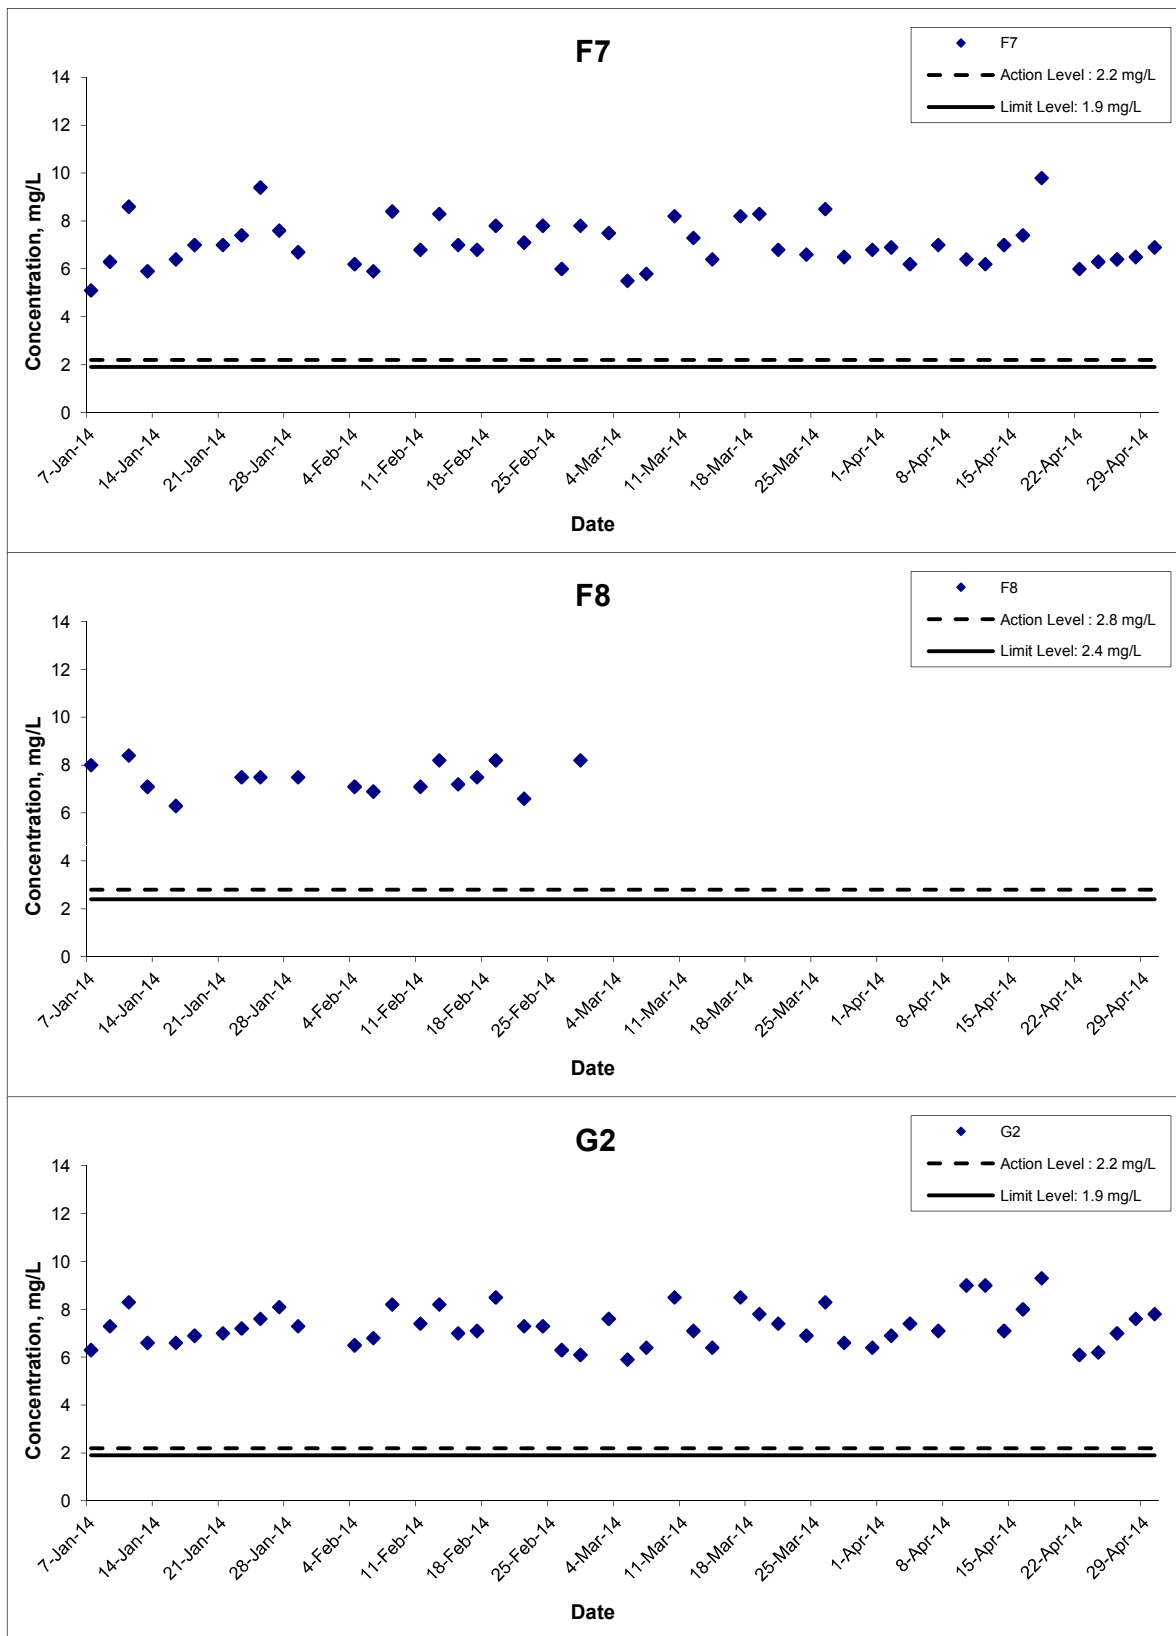 F7
F7
Action Level : 2.2 mg/L
Limit Level: 1.9 mg/L
Concentration, mg/L
14
12
10
8
6
4
2
0
7-Jan-14
14-Jan-14
21-Jan-14
28-Jan-14
4-Feb-14
11-Feb-14
18-Feb-14
25-Feb-14
4-Mar-14
11-Mar-14
18-Mar-14
25-Mar-14
1-Apr-14
8-Apr-14
15-Apr-14
22-Apr-14
29-Apr-14
Date
F8
F8
Action Level : 2.8 mg/L
Limit Level: 2.4 mg/L
Concentration, mg/L
14
12
10
8
6
4
2
0
7-Jan-14
14-Jan-14
21-Jan-14
28-Jan-14
4-Feb-14
11-Feb-14
18-Feb-14
25-Feb-14
4-Mar-14
11-Mar-14
18-Mar-14
25-Mar-14
1-Apr-14
8-Apr-14
15-Apr-14
22-Apr-14
29-Apr-14
Date
G2
G2
Action Level : 2.2 mg/L
Limit Level: 1.9 mg/L
Concentration, mg/L
14
12
10
8
6
4
2
0
7-Jan-14
14-Jan-14
21-Jan-14
28-Jan-14
4-Feb-14
11-Feb-14
18-Feb-14
25-Feb-14
4-Mar-14
11-Mar-14
18-Mar-14
25-Mar-14
1-Apr-14
8-Apr-14
15-Apr-14
22-Apr-14
29-Apr-14
Date